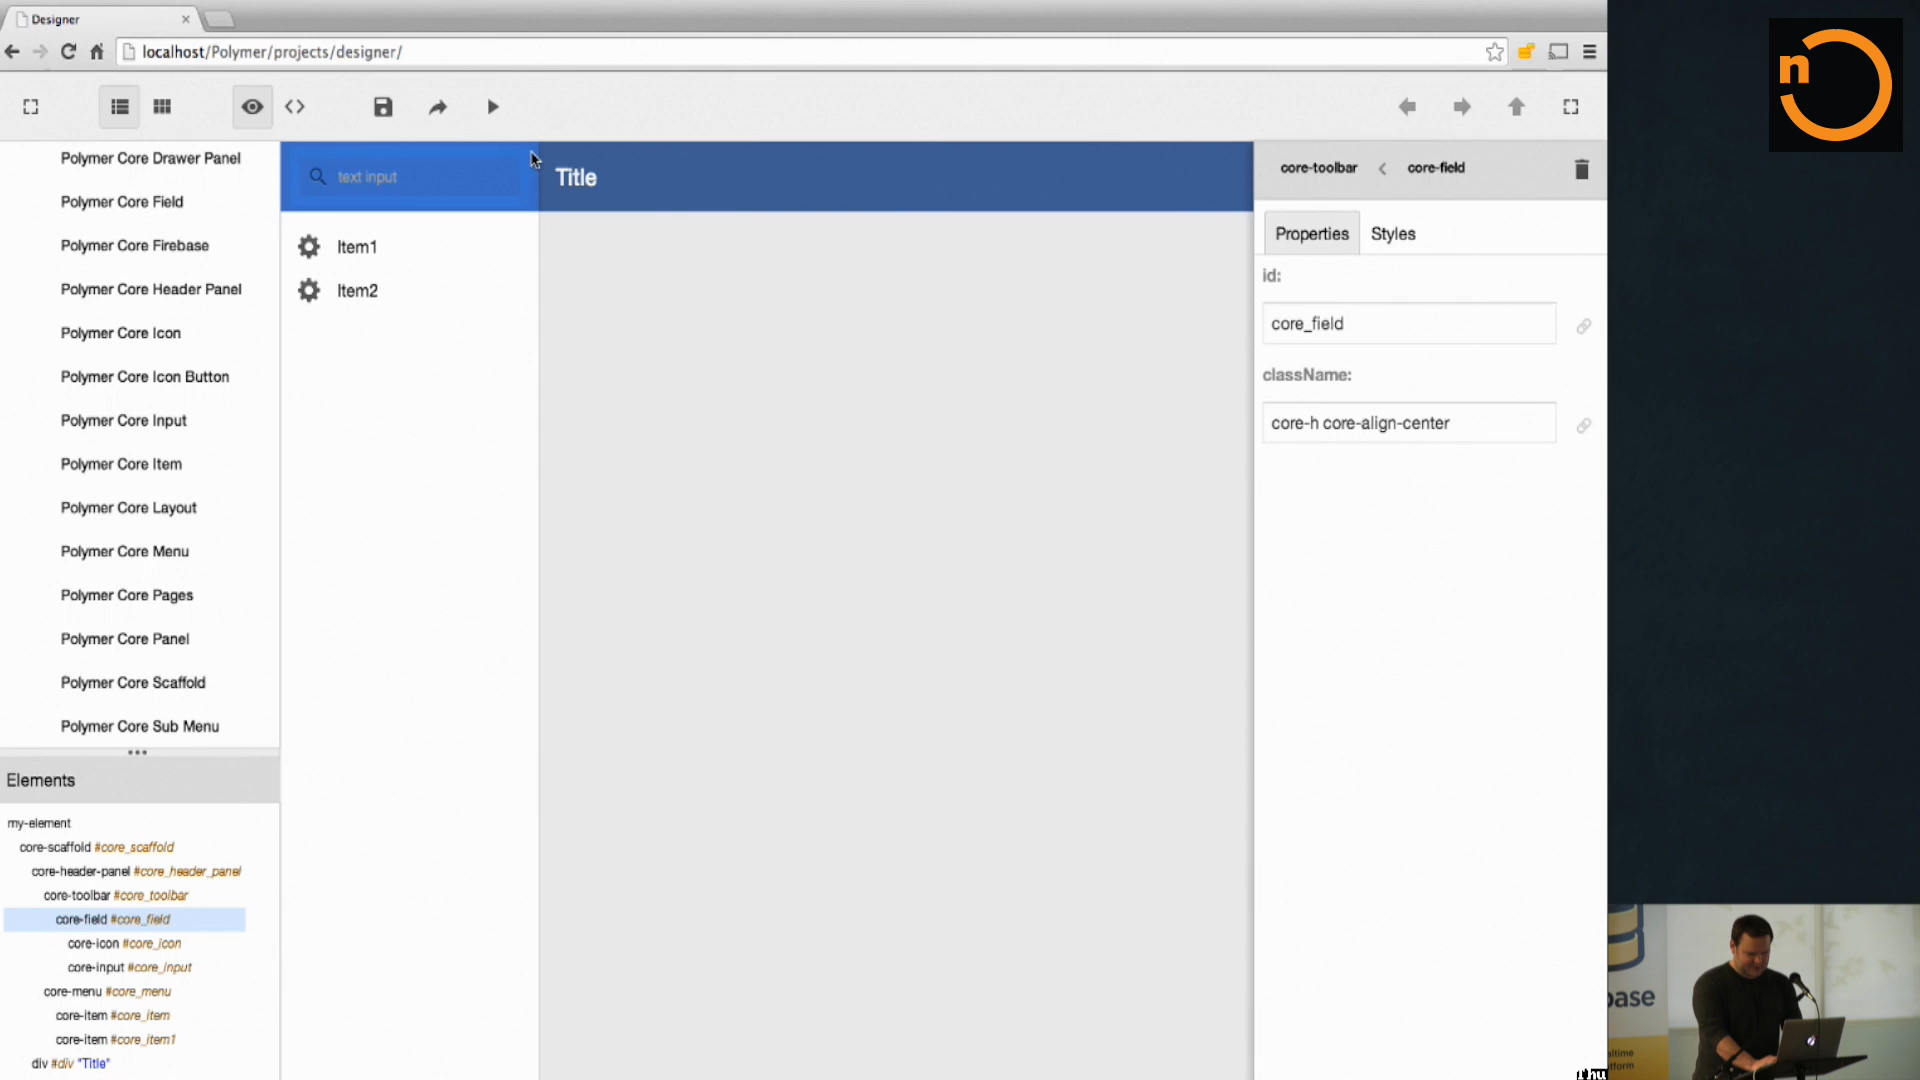 Designer
localhost/Polymer/projects/designer/
n
Polymer Core Drawer Panel
Polymer Core Field
Polymer Core Firebase
Polymer Core Header Panel
Polymer Core Icon
Polymer Core Icon Button
Polymer Core Input
Polymer Core Item
Polymer Core Layout
Polymer Core Menu
Polymer Core Pages
Polymer Core Panel
Polymer Core Scaffold
Polymer Core Sub Menu
Elements
my-element
core-scaffold #core_scaffold
core-header-panel #core_header_panel
core-toolbar #core_toolbar
core-field #core_field
core-icon #core_icon
core-input #core_input
core-menu #core_menu
core-item #core_item
core-item #core_item1
div #div "Title"
text input
Title
Item1
Item2
core-toolbar
core-field
Properties
Styles
id:
core_field
className:
core-h core-align-center
base
altime
tform
Thu